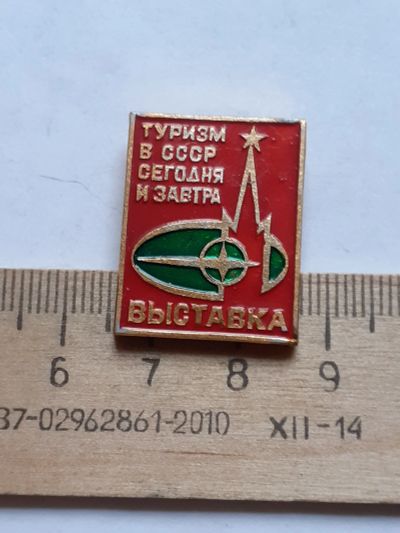 ТУРИЗМ
В СССР
СЕГОДНЯ
И ЗАВТРА
ВЫСТАВКА
6 7 8 9
37-02962861-2010 XII-14